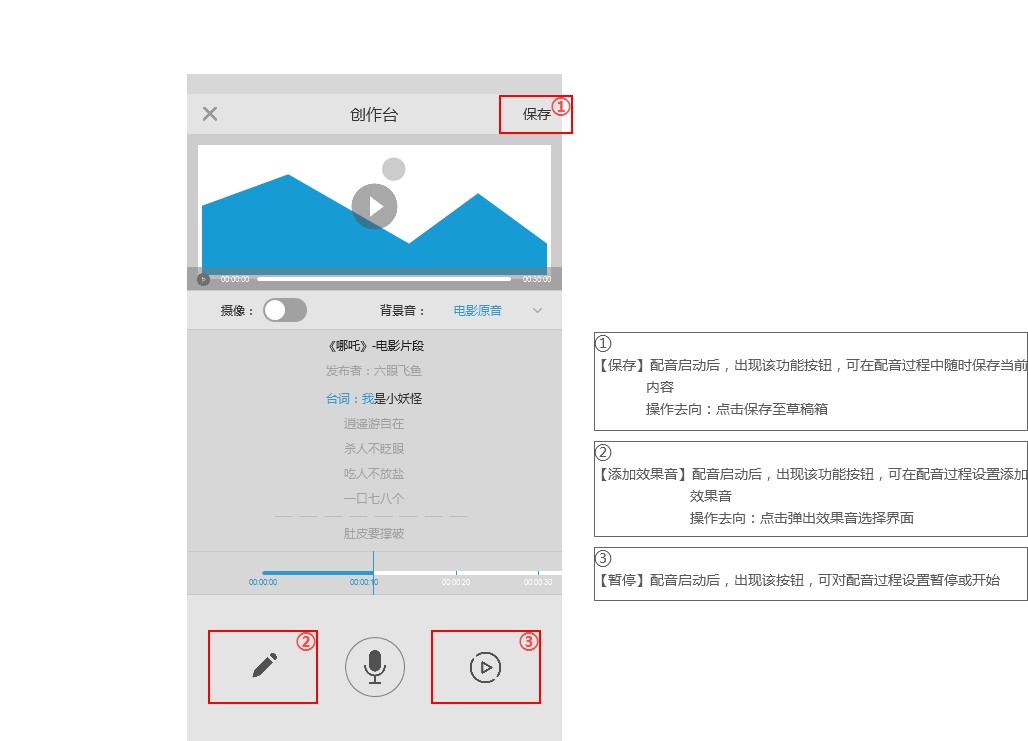 创作台
保存
①
00:00:00
00:30:00
摄像：
背景音：
电影原音
《哪吒》-电影片段
发布者：六眼飞鱼
台词：我是小妖怪
逍遥游自在
杀人不眨眼
吃人不放盐
一口七八个
肚皮要撑破
00:00:00
00:00:10
00:00:20
00:00:30
②
③
①
【保存】配音启动后，出现该功能按钮，可在配音过程中随时保存当前
内容
操作去向：点击保存至草稿箱
②
【添加效果音】配音启动后，出现该功能按钮，可在配音过程设置添加
效果音
操作去向：点击弹出效果音选择界面
③
【暂停】配音启动后，出现该按钮，可对配音过程设置暂停或开始